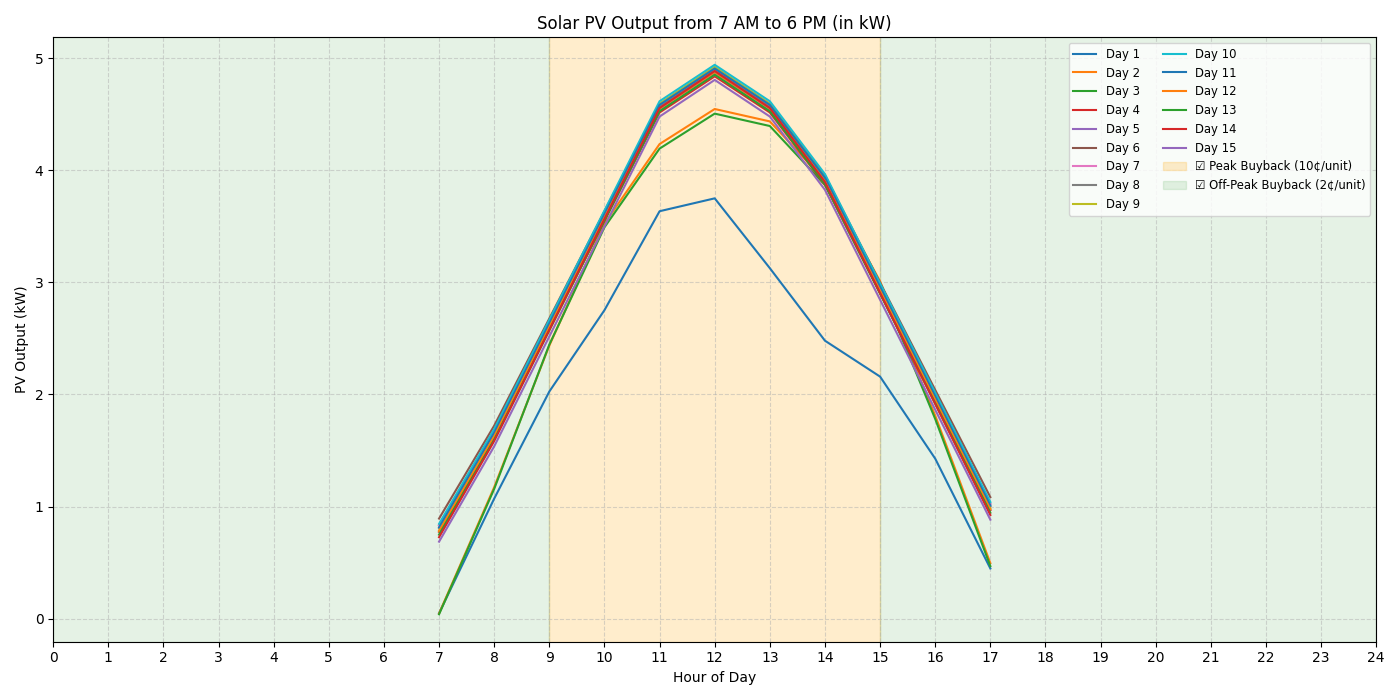 Solar PV Output from 7 AM to 6 PM (in kW)
PV Output (kW)
5
4
3
2
1
0
0 1 2 3 4 5 6 7 8 9 10 11 12 13 14 15 16 17 18 19 20 21 22 23 24
Hour of Day
Day 1
Day 2
Day 3
Day 4
Day 5
Day 6
Day 7
Day 8
Day 9
Day 10
Day 11
Day 12
Day 13
Day 14
Day 15
☑ Peak Buyback (10¢/unit)
☑ Off-Peak Buyback (2¢/unit)